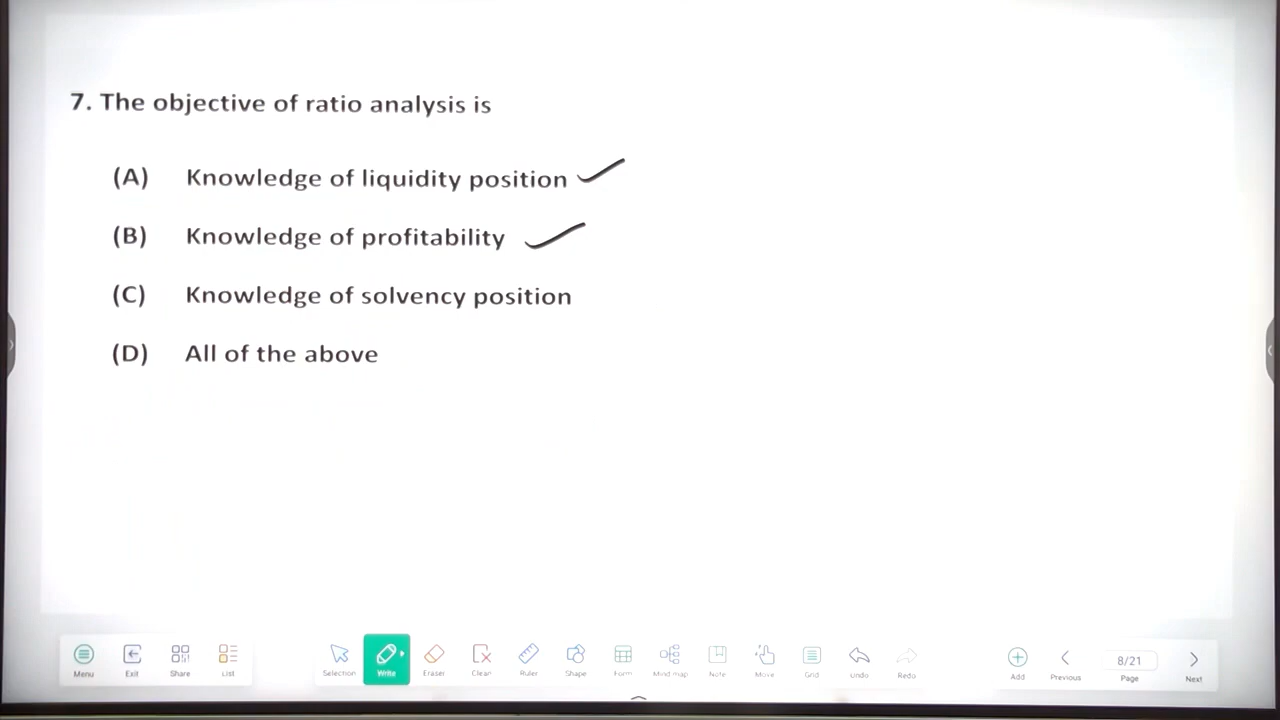 7. The objective of ratio analysis is
(A) Knowledge of liquidity position
(B) Knowledge of profitability
(C) Knowledge of solvency position
(D) All of the above
Menu Exit Share List Selection Write Eraser Clean Ruler Shape Form Mind map Note Move Grid Undo Redo Add Previous 8/21 Page Next